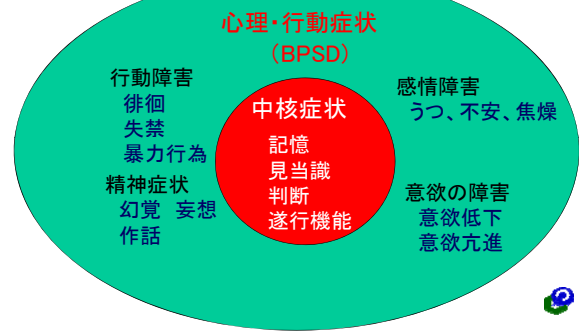 心理・行動症状
（BPSD）
行動障害
徘徊
失禁
暴力行為
精神症状
幻覚　妄想
作話
中核症状
記憶
見当識
判断
遂行機能
感情障害
うつ、不安、焦燥
意欲の障害
意欲低下
意欲亢進